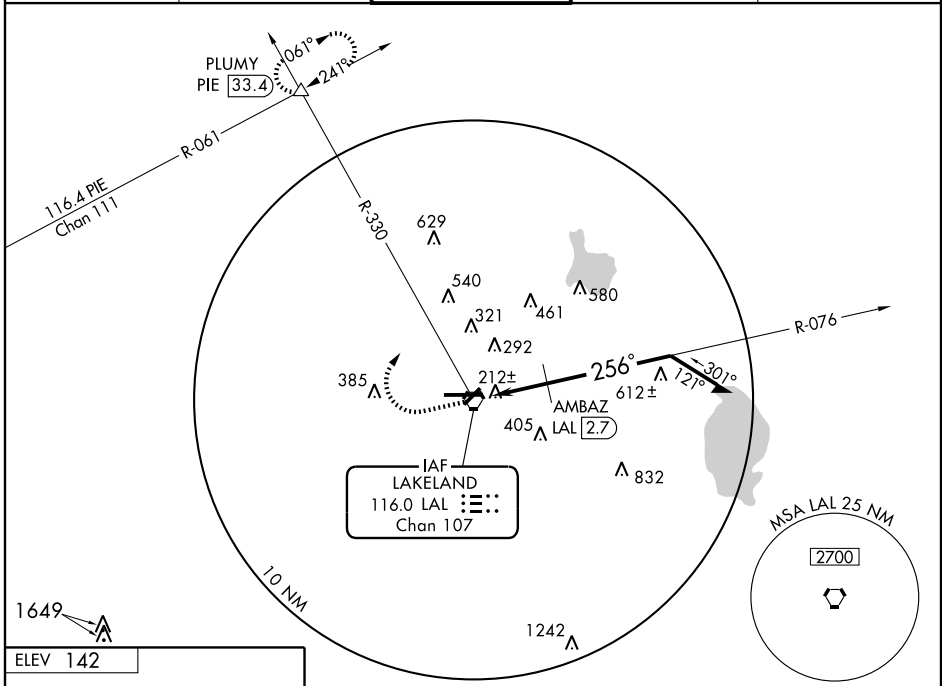 061°
241°
PLUMY
PIE 33.4
R-061
116.4 PIE
Chan 111
R-330
629
540
580
461
321
292
R-076
256°
301°
121°
385
212±
612±
AMBAZ
LAL 2.7
405
832
IAF
LAKELAND
116.0 LAL
Chan 107
MSA LAL 25 NM
2700
10 NM
1649
1242
ELEV 142